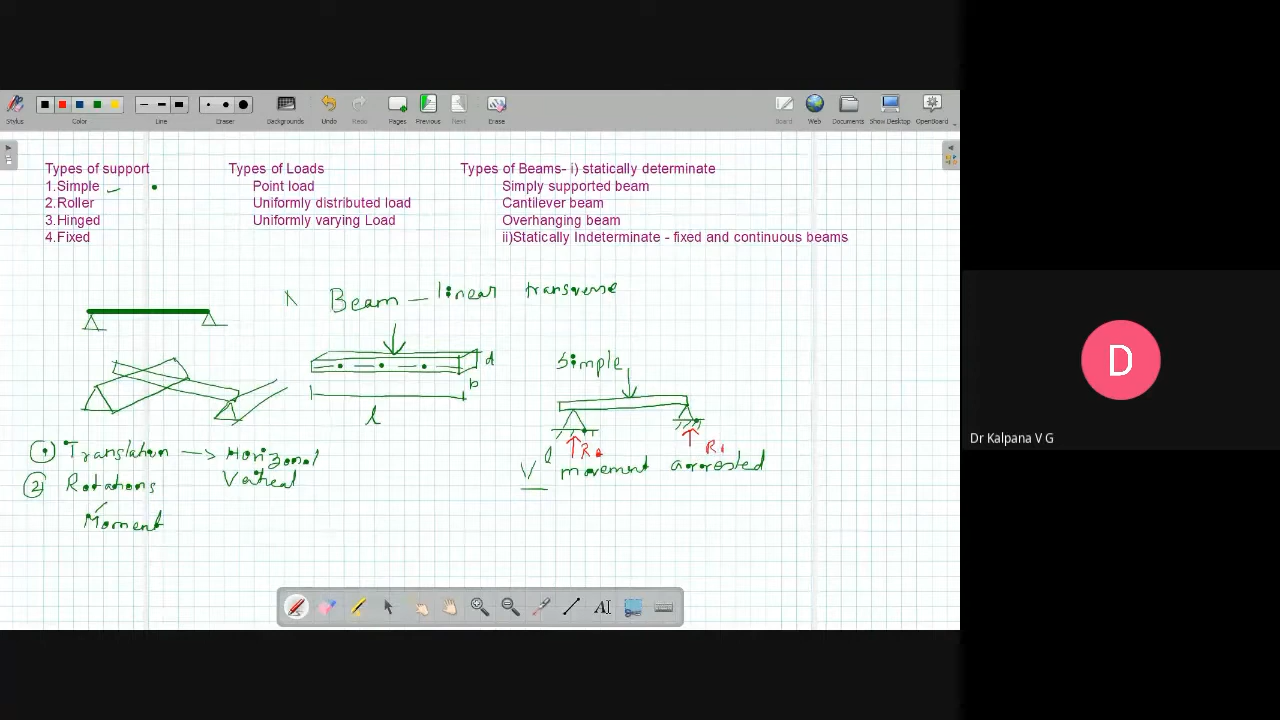 Stylus Color Line Eraser Backgrounds Undo Redo Pages Previous Next Erase Board Web Documents Show Desktop OpenBoard
Types of support
1.Simple
2.Roller
3.Hinged
4.Fixed
Types of Loads
Point load
Uniformly distributed load
Uniformly varying Load
Types of Beams- i) statically determinate
Simply supported beam
Cantilever beam
Overhanging beam
ii)Statically Indeterminate - fixed and continuous beams
Beam — linear transverse
d
b
l
Simple
① Translation → Horizonal
Vertical
② Rotations
Moment
V movement arrested
AI
D
Dr Kalpana V G